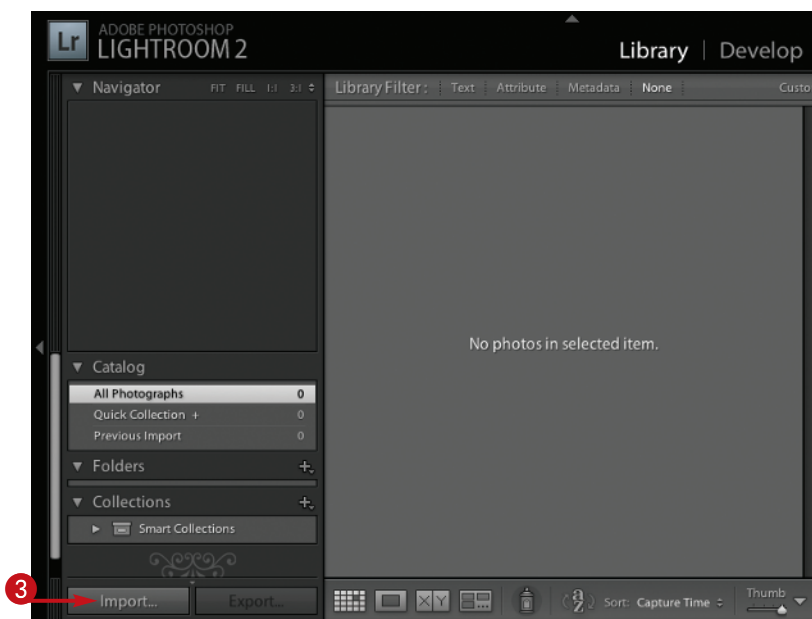 Lr ADOBE PHOTOSHOP
LIGHTROOM 2
Library | Develop
Navigator FIT FILL 1:1 3:1
Library Filter : Text Attribute Metadata None Custo
No photos in selected item.
Catalog
All Photographs 0
Quick Collection + 0
Previous Import 0
Folders +
Collections +
Smart Collections
3
Import... Export...
X Y a z Sort: Capture Time Thumb